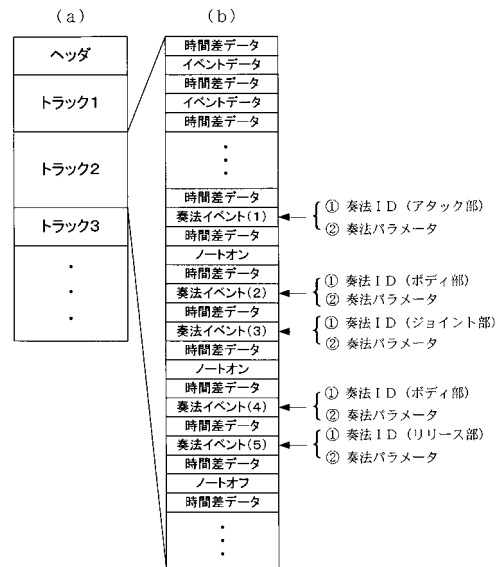 (a)
ヘッダ
トラック1
トラック2
トラック3
(b)
時間差データ
イベントデータ
時間差データ
イベントデータ
時間差データ
時間差データ
奏法イベント(1)
時間差データ
ノートオン
時間差データ
奏法イベント(2)
時間差データ
奏法イベント(3)
時間差データ
ノートオン
時間差データ
奏法イベント(4)
時間差データ
奏法イベント(5)
時間差データ
ノートオフ
時間差データ
① 奏法ID (アタック部)
② 奏法パラメータ
① 奏法ID (ボディ部)
② 奏法パラメータ
① 奏法ID (ジョイント部)
② 奏法パラメータ
① 奏法ID (ボディ部)
② 奏法パラメータ
① 奏法ID (リリース部)
② 奏法パラメータ